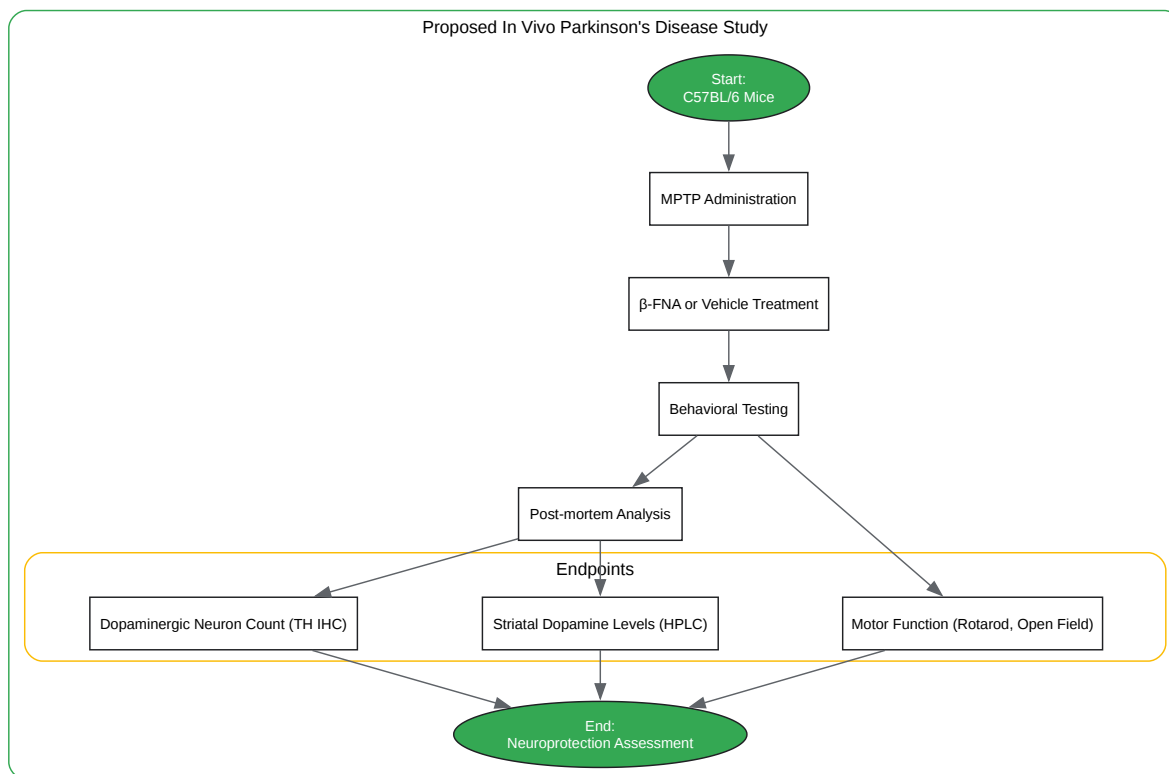 Proposed In Vivo Parkinson's Disease Study
Start:
C57BL/6 Mice
MPTP Administration
β-FNA or Vehicle Treatment
Behavioral Testing
Post-mortem Analysis
Endpoints
Dopaminergic Neuron Count (TH IHC)
Striatal Dopamine Levels (HPLC)
Motor Function (Rotarod, Open Field)
End:
Neuroprotection Assessment